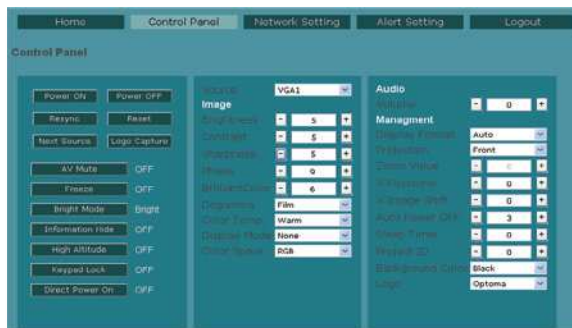 Home
Control Panel
Network Setting
Alert Setting
Logout
Control Panel
Power ON
Power OFF
Resync
Reset
Next Source
Logo Capture
AV Mute OFF
Freeze OFF
Bright Mode Bright
Information Hide OFF
High Altitude OFF
Keypad Lock OFF
Direct Power On OFF
Source VGA1
Image
Brightness - 5 +
Contrast - 5 +
Sharpness - 5 +
Phase - 9 +
BrilliantColor - 6 +
Degamma Film
Color Temp Warm
Display Mode None
Color Space RGB
Audio
Volume - 0 +
Managment
Display Format Auto
Projection Front
Zoom Value - +
V Keystone - 0 +
V Image Shift - 0 +
Auto Power Off - 3 +
Sleep Timer - 0 +
Project ID - 0 +
Background Color Black
Logo Optoma